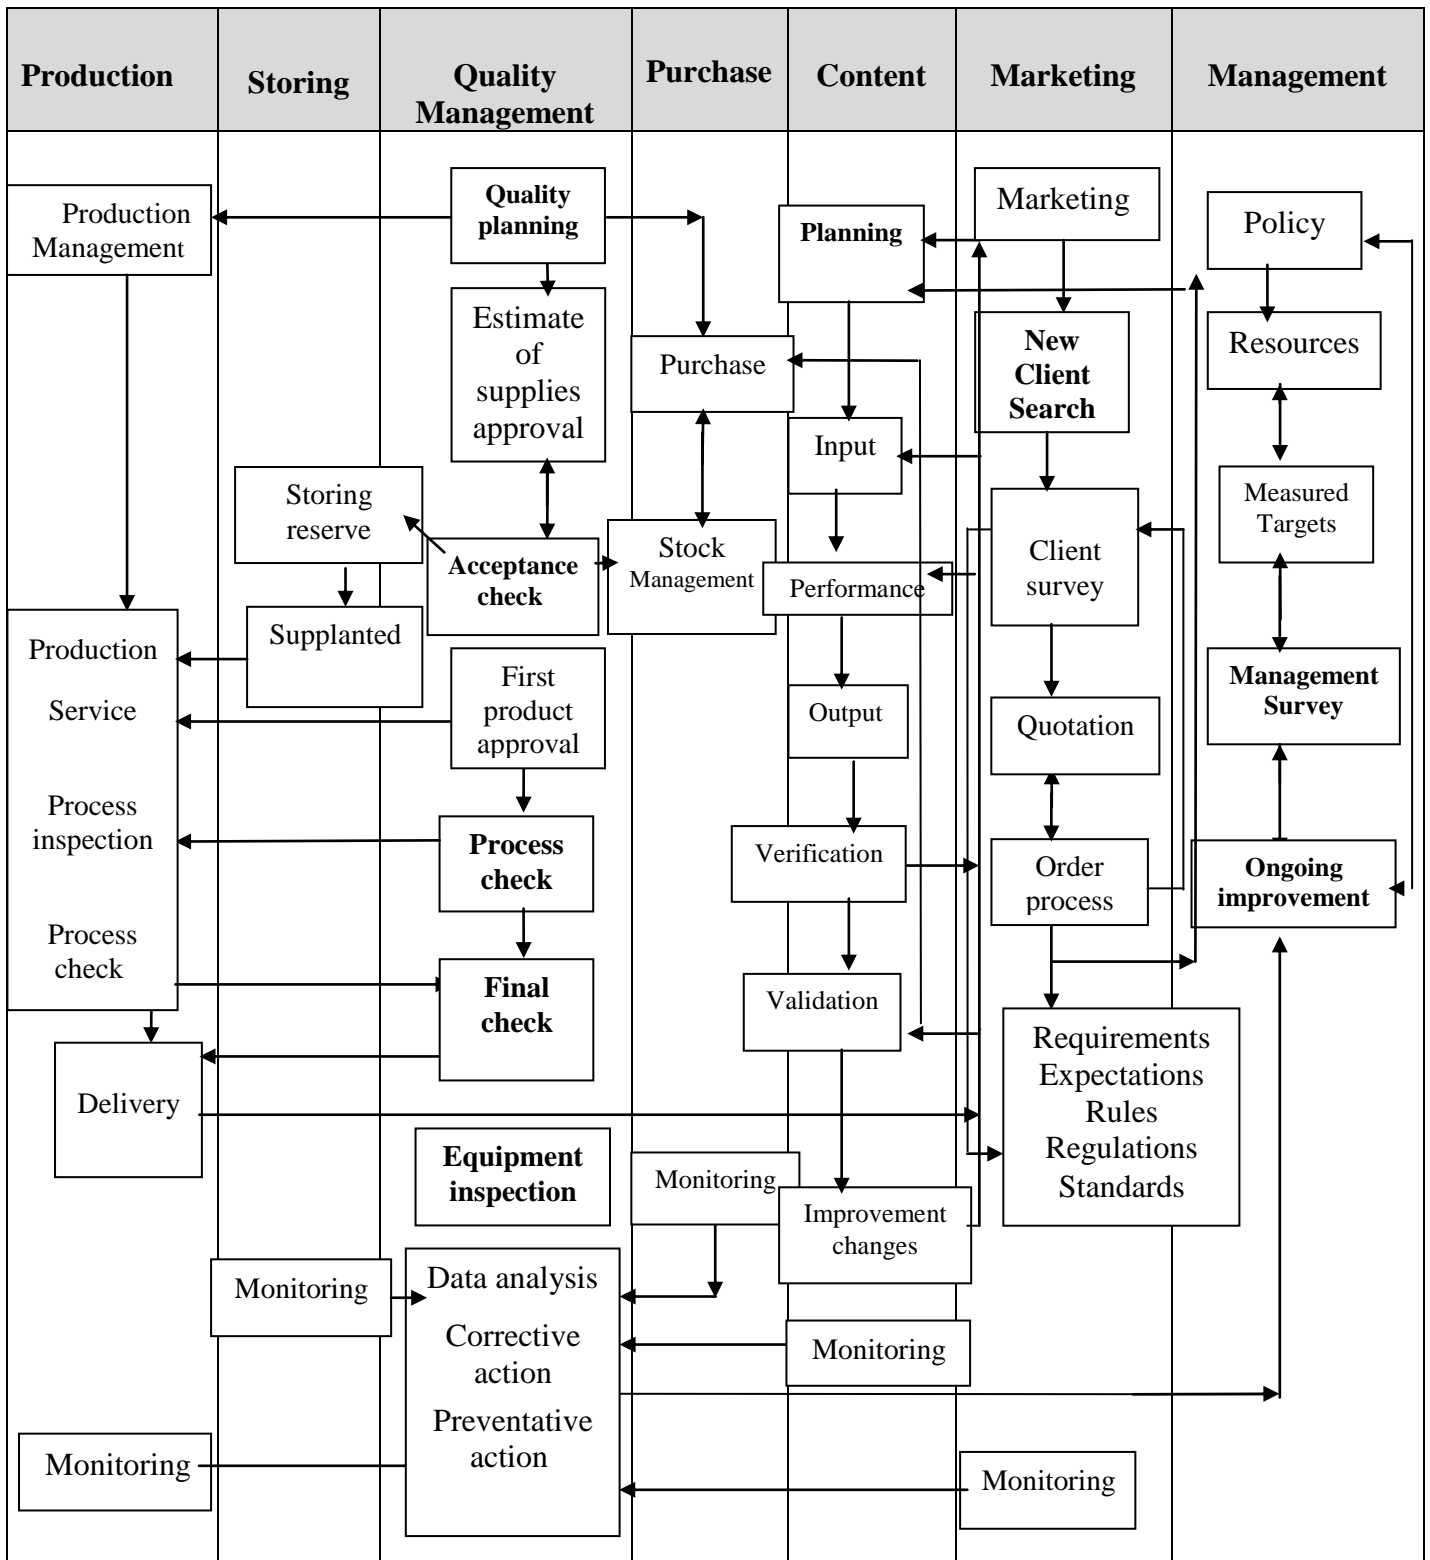 Production
Storing
Quality
Management
Purchase
Content
Marketing
Management
Production
Management
Production
Service
Process
inspection
Process
check
Delivery
Monitoring
Storing
reserve
Supplanted
Monitoring
Quality
planning
Estimate
of
supplies
approval
Acceptance
check
First
product
approval
Process
check
Final
check
Equipment
inspection
Data analysis
Corrective
action
Preventative
action
Purchase
Stock
Management
Monitoring
Planning
Input
Performance
Output
Verification
Validation
Improvement
changes
Monitoring
Marketing
New
Client
Search
Client
survey
Quotation
Order
process
Requirements
Expectations
Rules
Regulations
Standards
Monitoring
Policy
Resources
Measured
Targets
Management
Survey
Ongoing
improvement